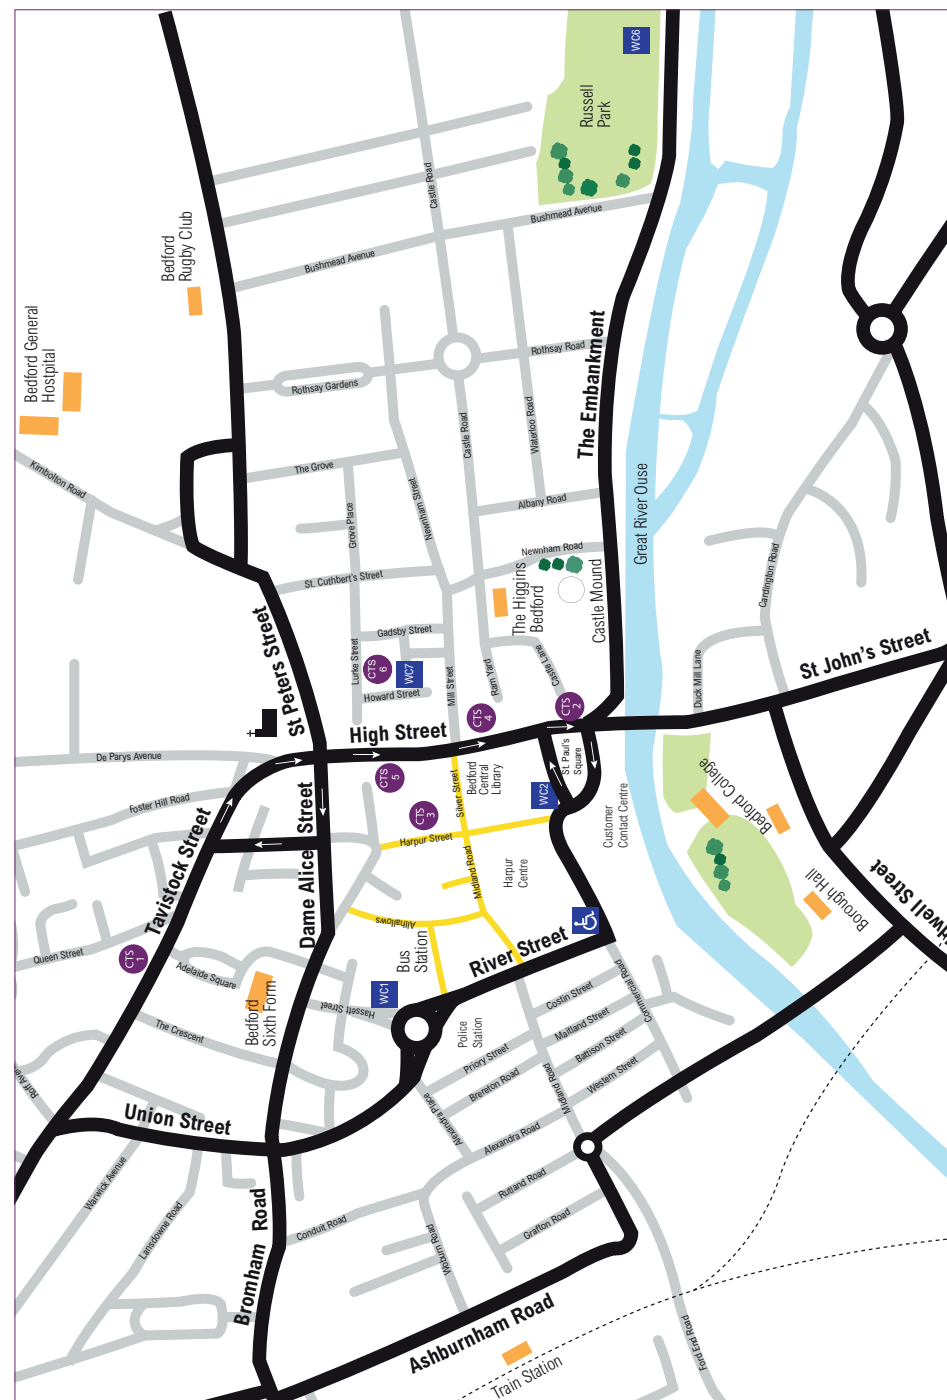 WC6
Russell
Park
Castle Road
Bushmead Avenue
Bedford
Rugby Club
Bushmead Avenue
Bedford General
Hostpital
The Embankment
Rothsay Road
Rothsay Gardens
Castle Road
Waterloo Road
Kimbolton Road
The Grove
Newnham Street
Albany Road
Great River Ouse
Grove Place
Newnham Road
St. Cuthbert's Street
The Higgins
Bedford
Castle Mound
Cardington Road
St Peters Street
Gadsby Street
Lurke Street
CTS
6
WC7
Howard Street
Mill Street
Ram Yard
Castle Lane
Duck Mill Lane
St John's Street
CTS
4
CTS
2
High Street
De Parys Avenue
Foster Hill Road
CTS
5
CTS
3
Silver Street
Bedford
Central
Library
St. Paul's
Square
WC2
Customer
Contact Centre
Bedford College
Tavistock Street
Dame Alice Street
Harpur Street
Midland Road
Harpur
Centre
Borough Hall
Allhallows
Bus
Station
River Street
Queen Street
CTS
1
Adelaide Square
Bedford
Sixth Form
Hassett Street
WC1
Police
Station
Costin Street
Commercial Road
Maitland Street
Battison Street
Western Street
The Crescent
Priory Street
Brereton Road
Midland Road
Alexandra Place
Alexandra Road
Union Street
Warwick Avenue
Lansdowne Road
Bromham Road
Conduit Road
Woburn Road
Rutland Road
Grafton Road
Ashburnham Road
Train Station
Ford End Road